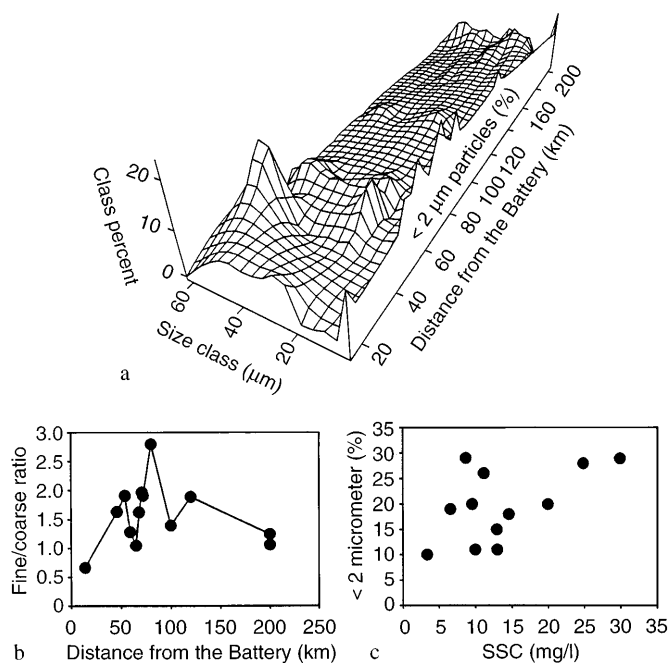 20
10
0
Class percent
60
40
20
Size class (μm)
< 2 μm particles (%)
20
40
60
80
100
120
160
200
Distance from the Battery (km)
a
3.0
2.5
2.0
1.5
1.0
0.5
0
Fine/coarse ratio
0 50 100 150 200 250
b Distance from the Battery (km)
35
30
25
20
15
10
5
0
< 2 micrometer (%)
0 5 10 15 20 25 30 35
c SSC (mg/l)